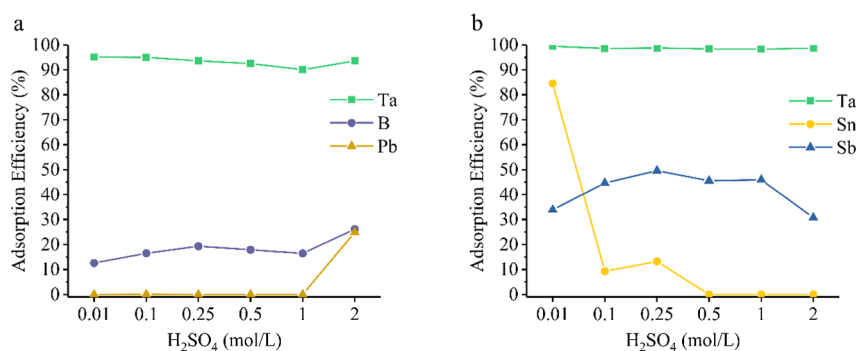 a
100
90
80
70
60
50
40
30
20
10
0
Adsorption Efficiency (%)
Ta
B
Pb
0.01 0.1 0.25 0.5 1 2
H₂SO₄ (mol/L)
b
100
90
80
70
60
50
40
30
20
10
0
Adsorption Efficiency (%)
Ta
Sn
Sb
0.01 0.1 0.25 0.5 1 2
H₂SO₄ (mol/L)